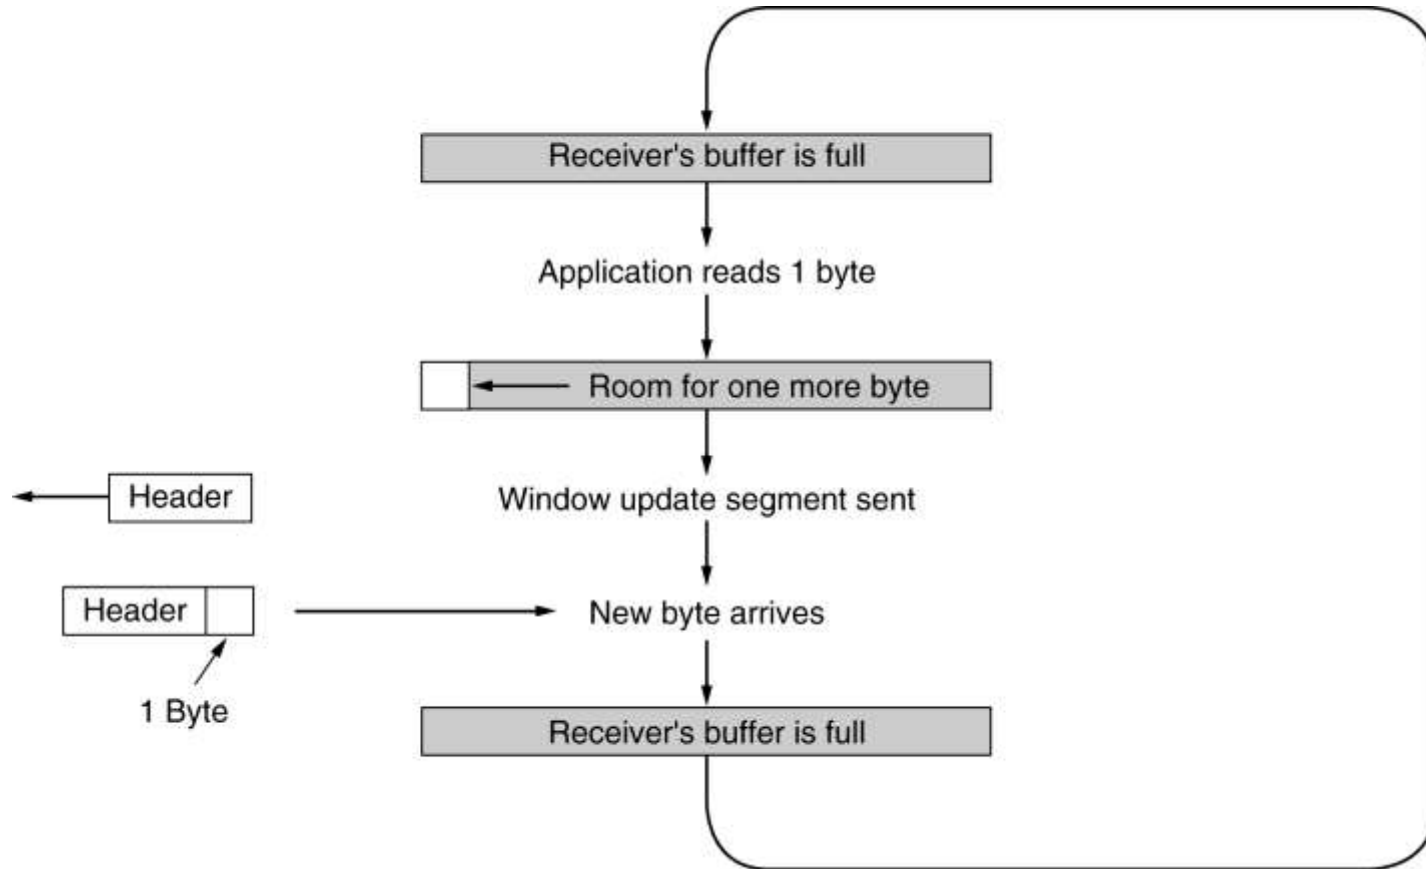 Receiver's buffer is full
Application reads 1 byte
Room for one more byte
Header
Window update segment sent
Header
New byte arrives
1 Byte
Receiver's buffer is full